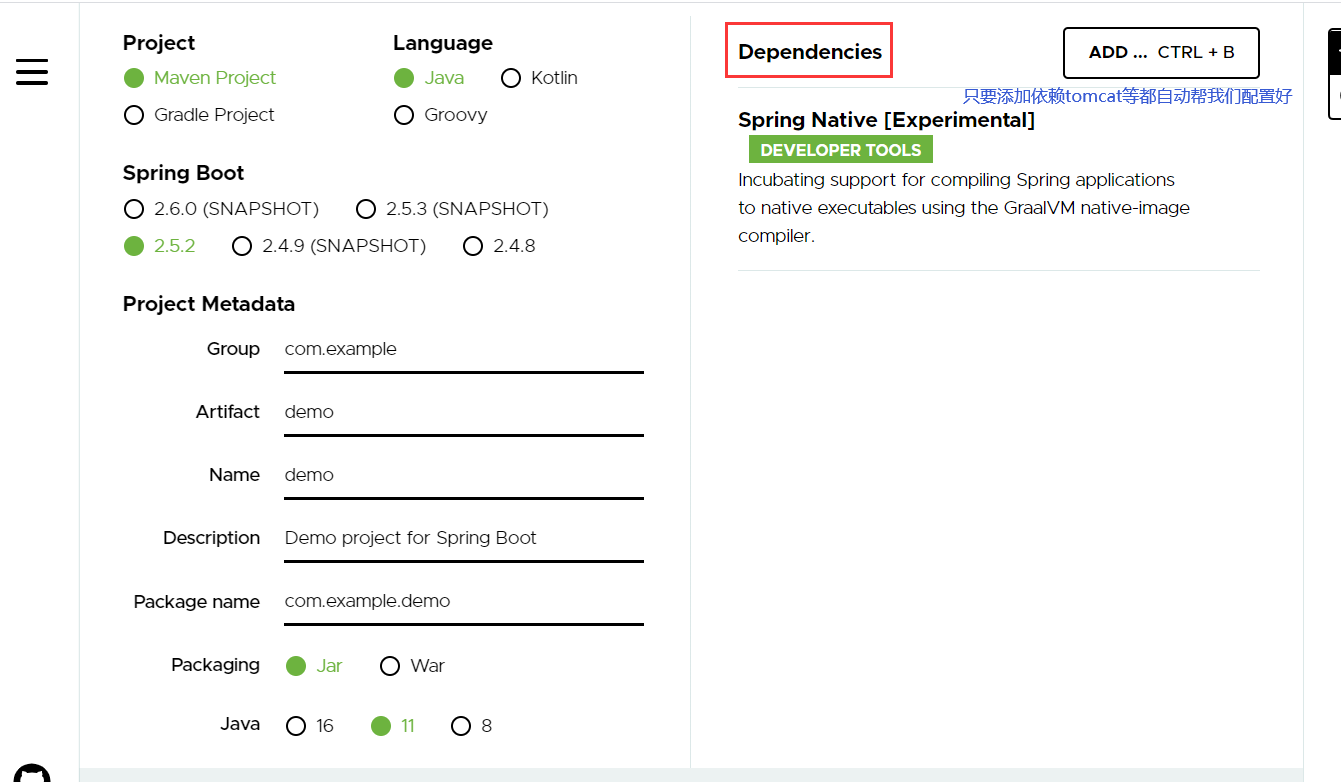 Project
Language
Maven Project
Java
Kotlin
Gradle Project
Groovy
Spring Boot
2.6.0 (SNAPSHOT)
2.5.3 (SNAPSHOT)
2.5.2
2.4.9 (SNAPSHOT)
2.4.8
Project Metadata
Group
com.example
Artifact
demo
Name
demo
Description
Demo project for Spring Boot
Package name
com.example.demo
Packaging
Jar
War
Java
16
11
8
Dependencies
ADD ... CTRL + B
只要添加依赖tomcat等都自动帮我们配置好
Spring Native [Experimental]
DEVELOPER TOOLS
Incubating support for compiling Spring applications
to native executables using the GraalVM native-image
compiler.